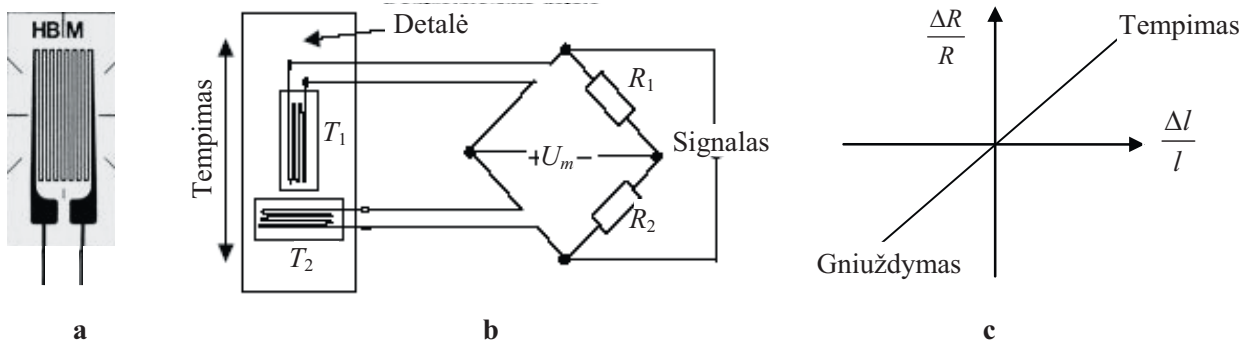 HBM
a
Detalė
Tempimas
T₁
T₂
R₁
+Uₘ–
R₂
Signalas
b
ΔR
R
Tempimas
Δl
l
Gniuždymas
c